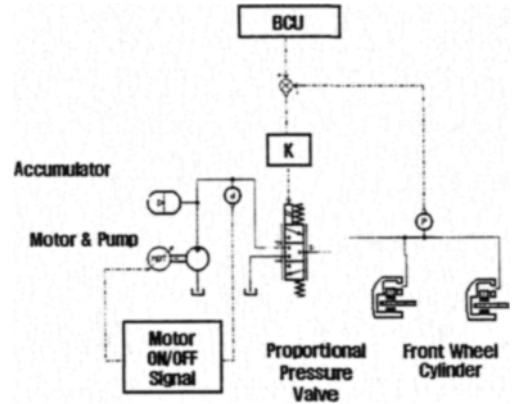 BCU
K
Accumulator
Motor & Pump
Motor
ON/OFF
Signal
Proportional
Pressure
Valve
Front Wheel
Cylinder